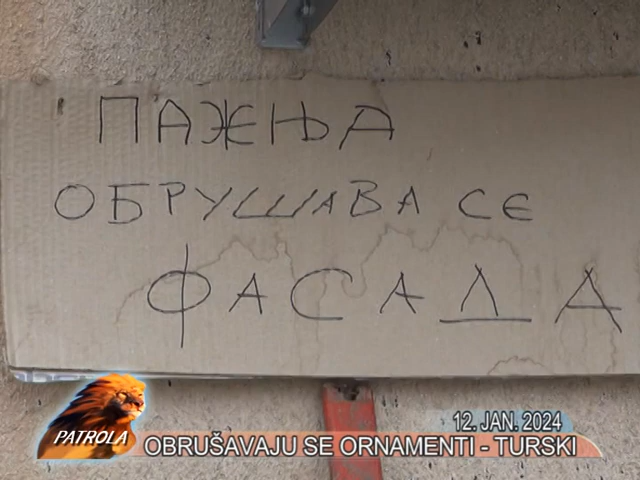 ПАЖЊА
ОБРУШАВА СЕ
ФАСАДА
12. JAN. 2024
PATROLA
OBRUŠAVAJU SE ORNAMENTI - TURSKI